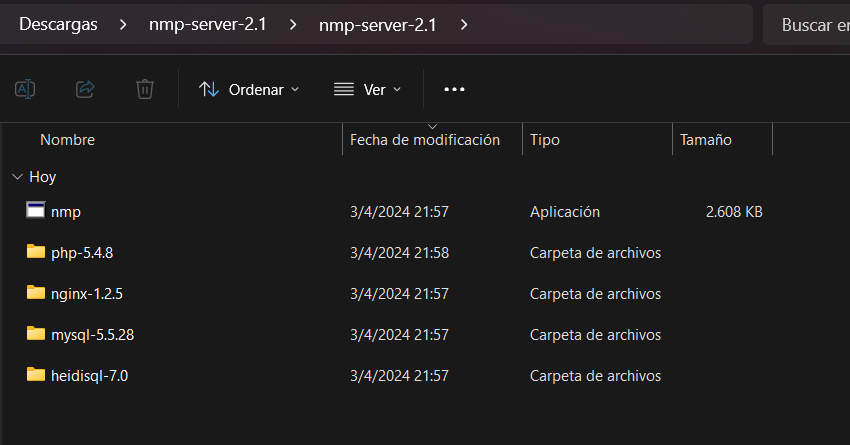 Descargas > nmp-server-2.1 > nmp-server-2.1 >
Buscar en
Ordenar Ver
Nombre Fecha de modificación Tipo Tamaño
Hoy
nmp 3/4/2024 21:57 Aplicación 2.608 KB
php-5.4.8 3/4/2024 21:58 Carpeta de archivos
nginx-1.2.5 3/4/2024 21:57 Carpeta de archivos
mysql-5.5.28 3/4/2024 21:57 Carpeta de archivos
heidisql-7.0 3/4/2024 21:57 Carpeta de archivos